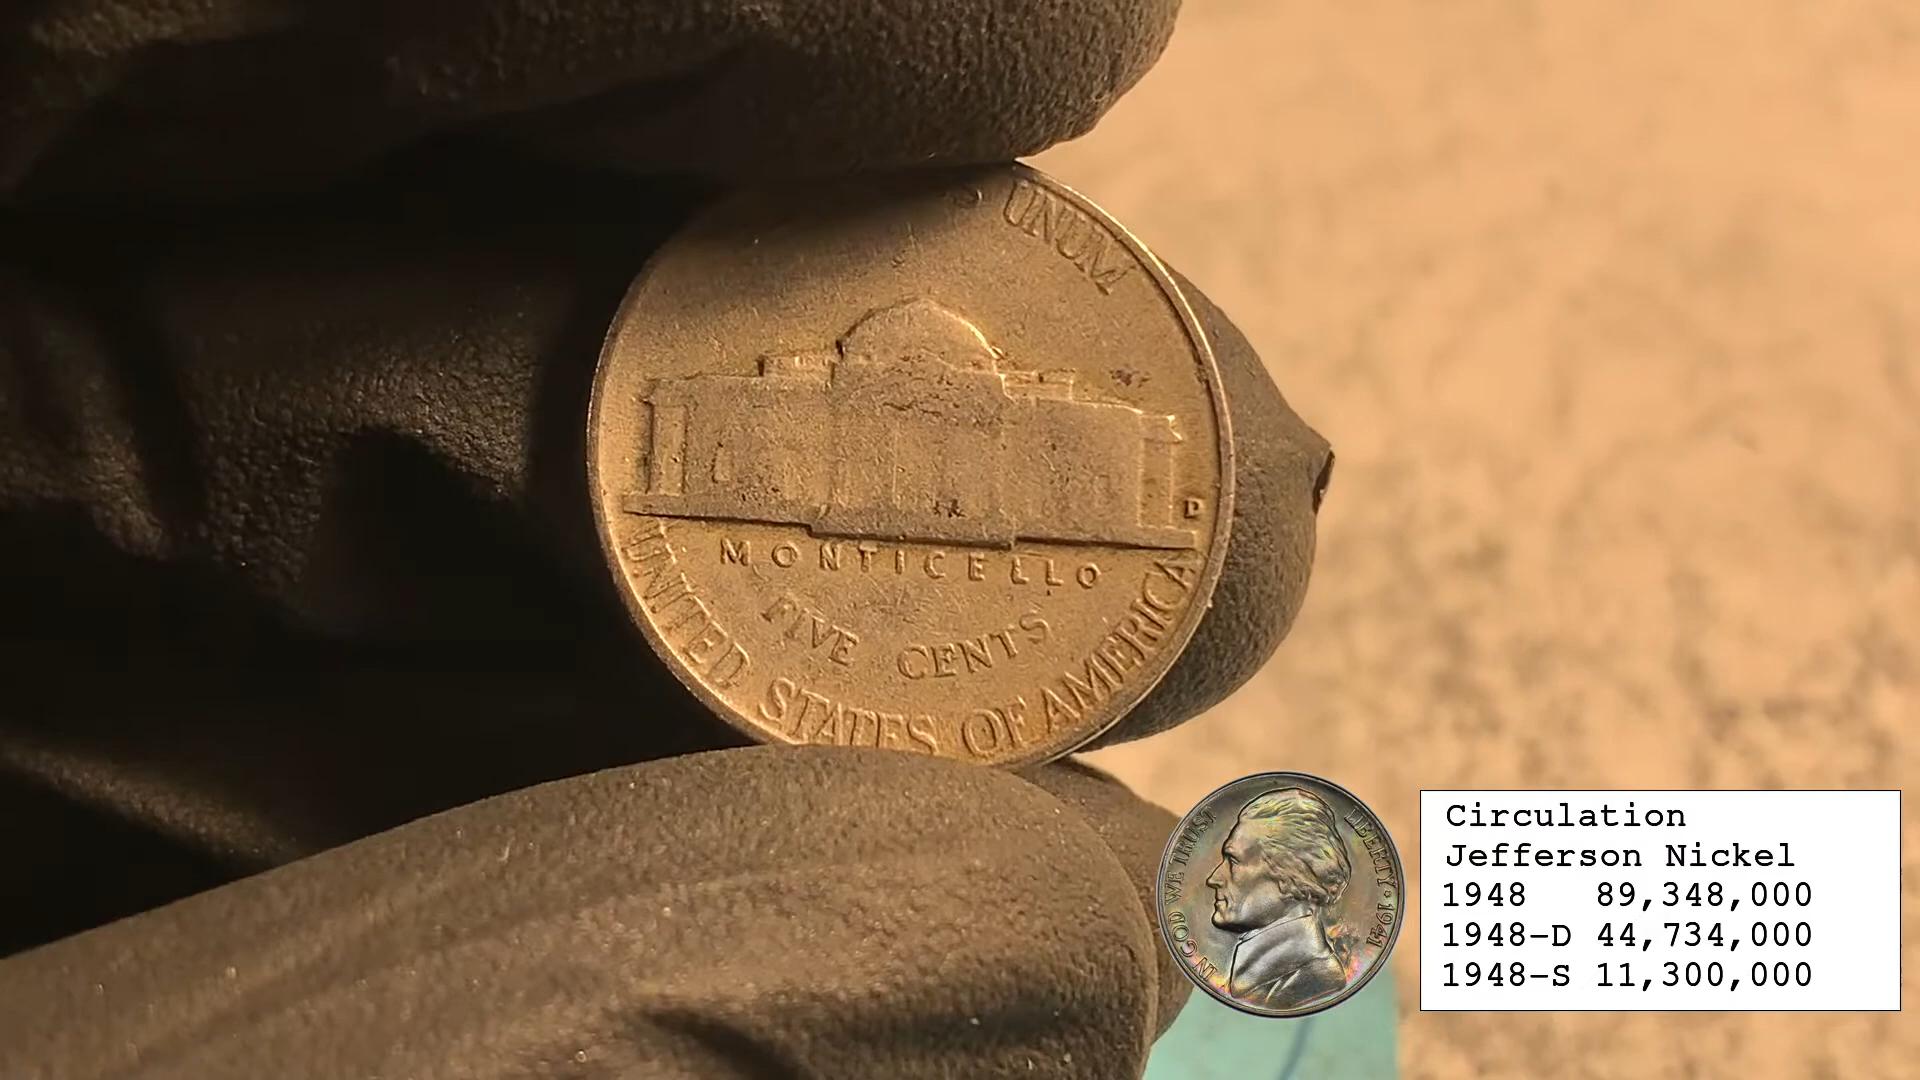 UNUM
D
MONTICELLO
FIVE CENTS
UNITED STATES OF AMERICA
IN GOD WE TRUST
LIBERTY · 1941
Circulation
Jefferson Nickel
1948 89,348,000
1948-D 44,734,000
1948-S 11,300,000